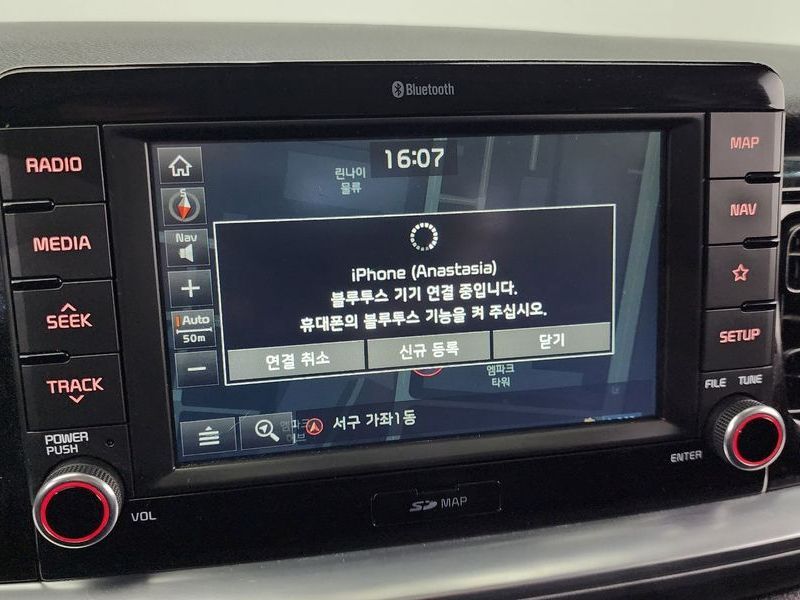 Bluetooth
RADIO
MEDIA
SEEK
TRACK
POWER
PUSH
VOL
16:07
린나이
물류
S
Nav
iPhone (Anastasia)
블루투스 기기 연결 중입니다.
휴대폰의 블루투스 기능을 켜 주십시오.
연결 취소
신규 등록
닫기
+
Auto
50m
−
엠파크
타워
엠파크
서구 가좌1동
MAP
NAV
SETUP
FILE
TUNE
ENTER
SD MAP